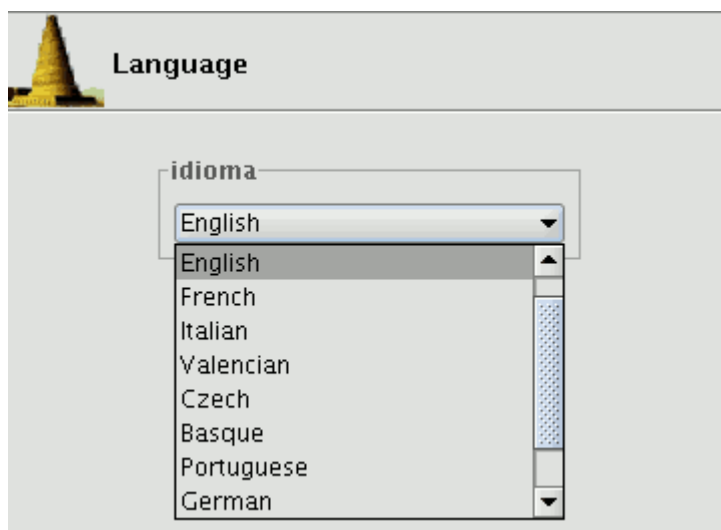 Language
idioma
English
English
French
Italian
Valencian
Czech
Basque
Portuguese
German